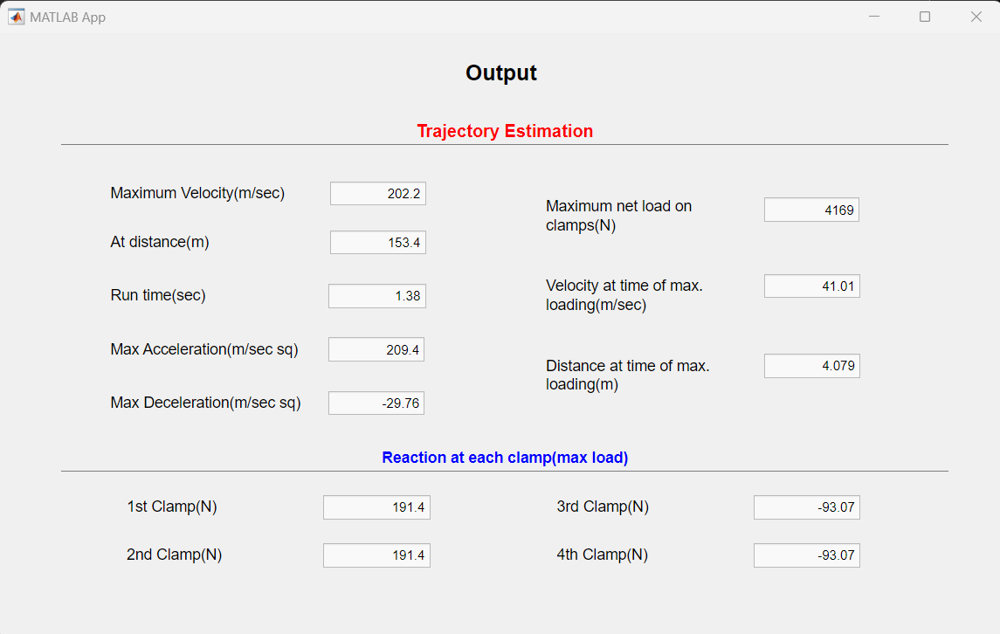 MATLAB App
Output
Trajectory Estimation
Maximum Velocity(m/sec) 202.2
At distance(m) 153.4
Run time(sec) 1.38
Max Acceleration(m/sec sq) 209.4
Max Deceleration(m/sec sq) -29.76
Maximum net load on
clamps(N) 4169
Velocity at time of max.
loading(m/sec) 41.01
Distance at time of max.
loading(m) 4.079
Reaction at each clamp(max load)
1st Clamp(N) 191.4
2nd Clamp(N) 191.4
3rd Clamp(N) -93.07
4th Clamp(N) -93.07